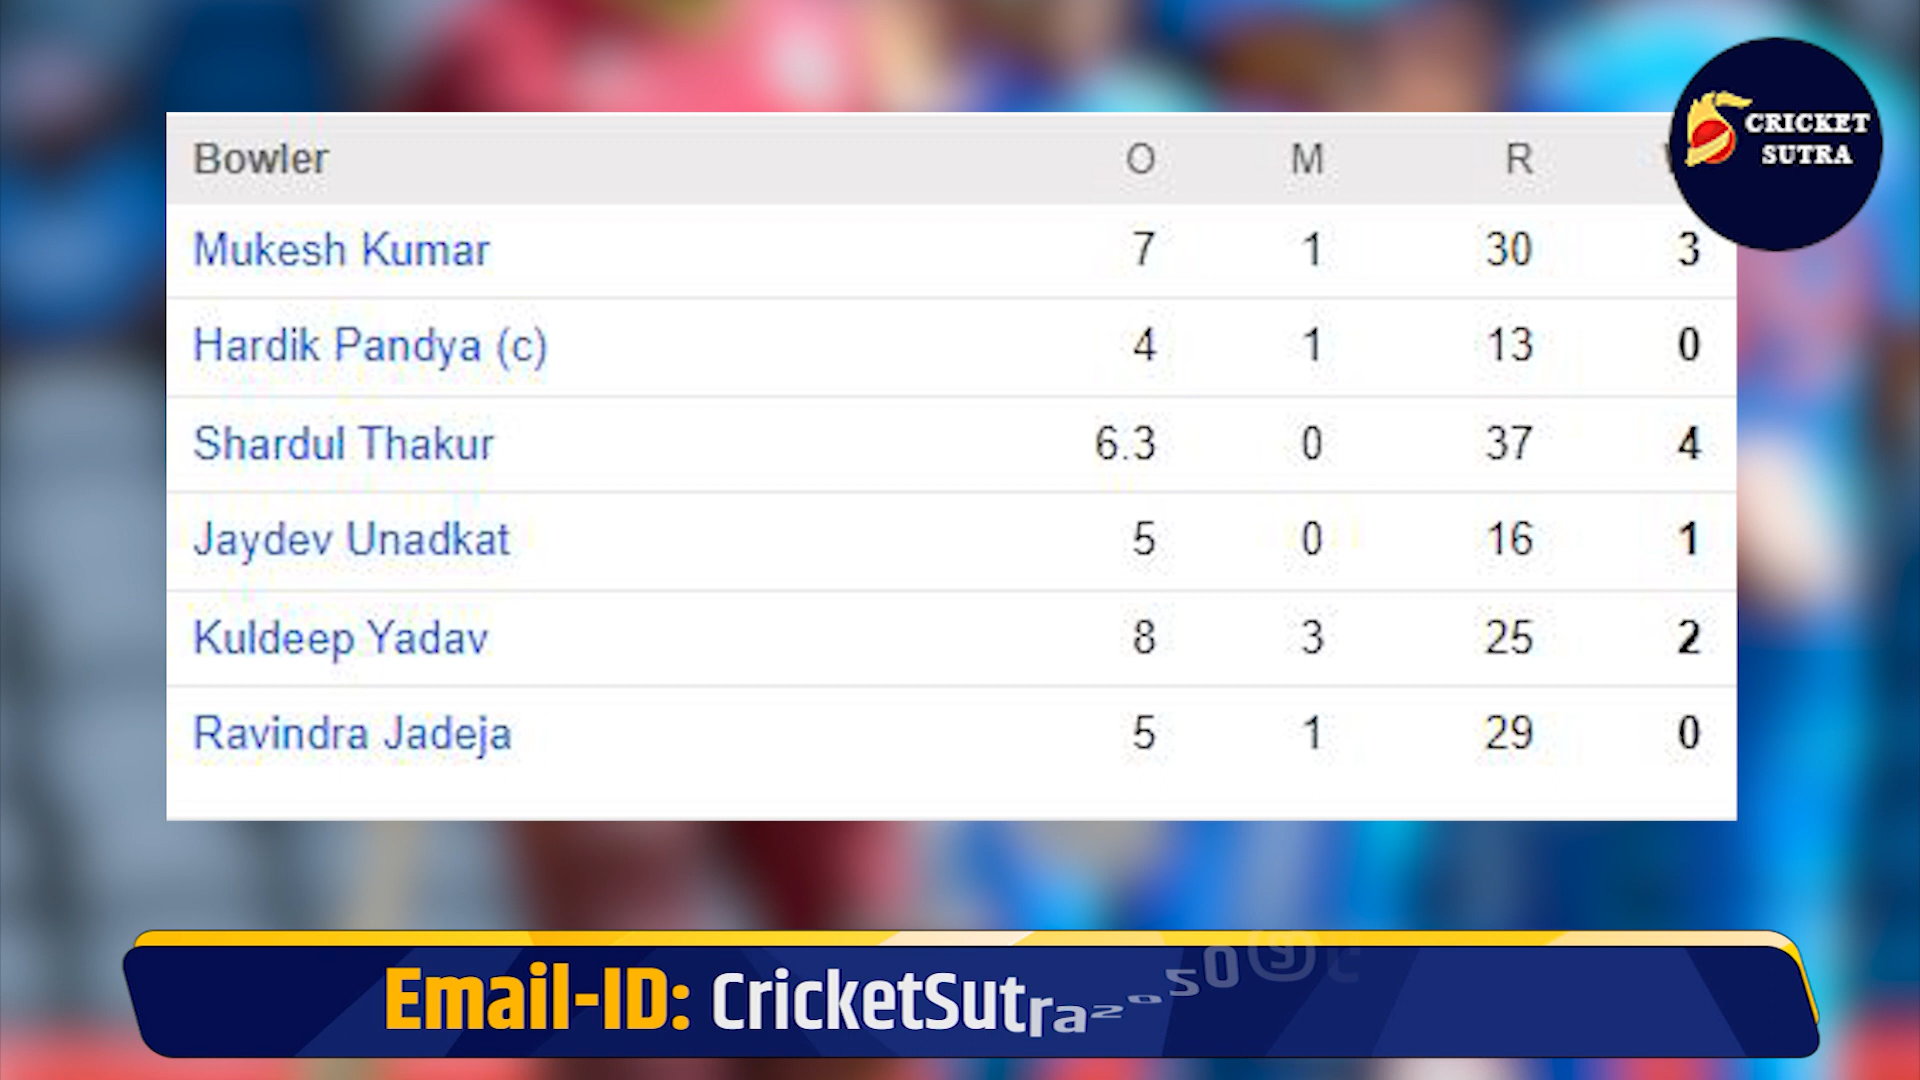 Bowler O M R
Mukesh Kumar 7 1 30 3
Hardik Pandya (c) 4 1 13 0
Shardul Thakur 6.3 0 37 4
Jaydev Unadkat 5 0 16 1
Kuldeep Yadav 8 3 25 2
Ravindra Jadeja 5 1 29 0
CRICKET
SUTRA
Email-ID: CricketSutra